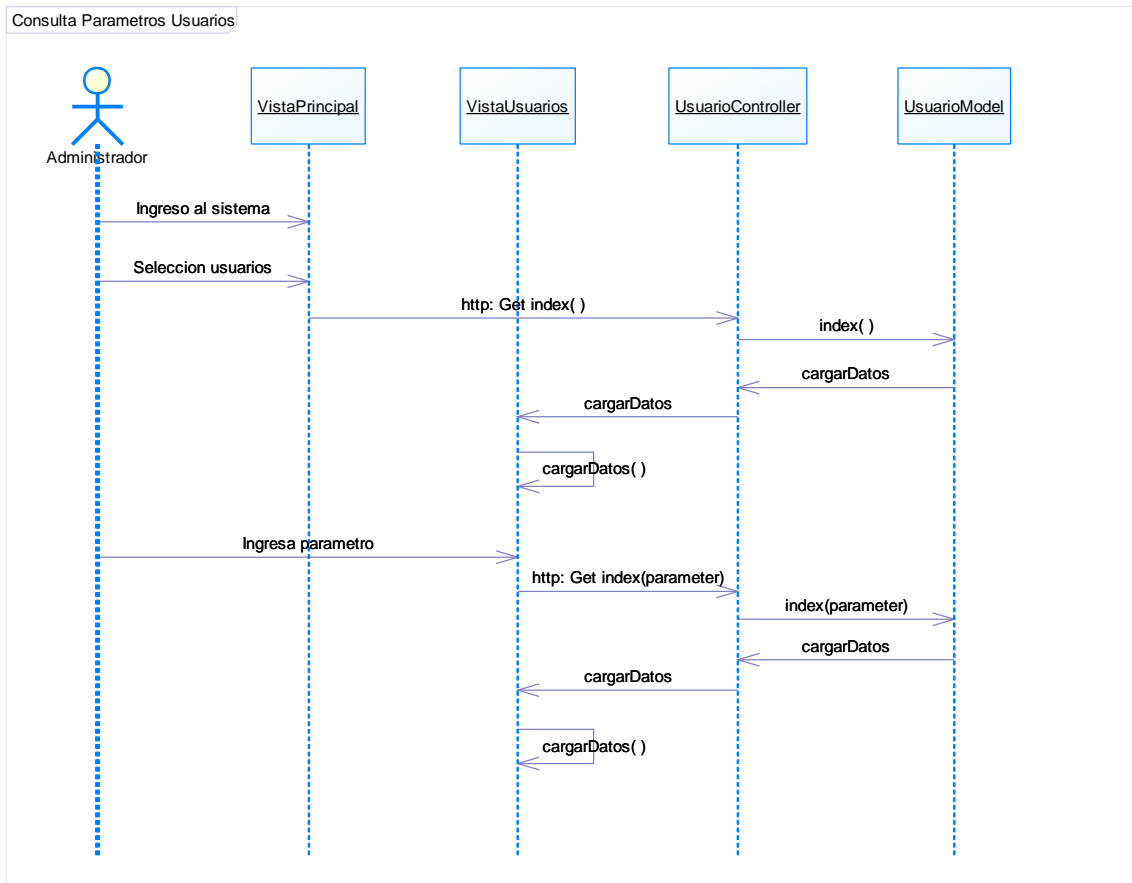 Consulta Parametros Usuarios
VistaPrincipal
VistaUsuarios
UsuarioController
UsuarioModel
Administrador
Ingreso al sistema
Seleccion usuarios
http: Get index( )
index( )
cargarDatos
cargarDatos
cargarDatos( )
Ingresa parametro
http: Get index(parameter)
index(parameter)
cargarDatos
cargarDatos
cargarDatos( )